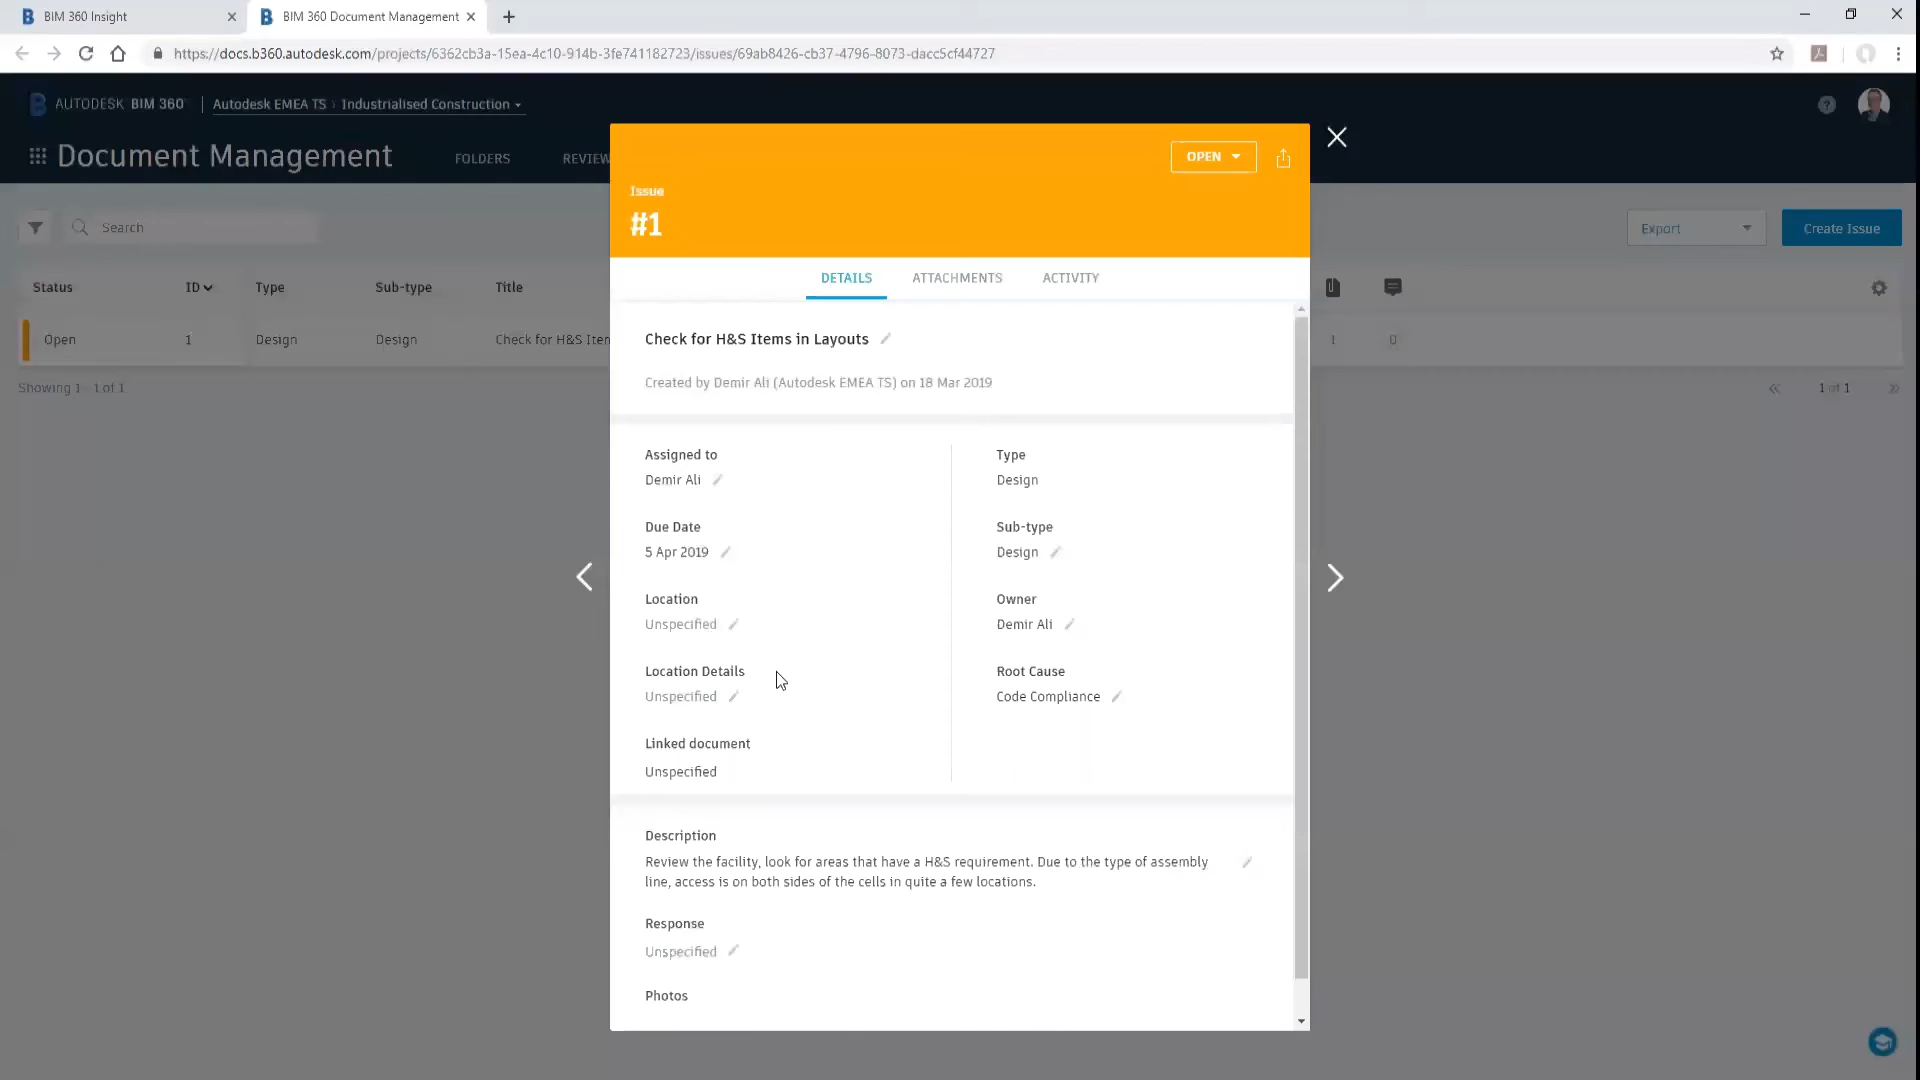 BIM 360 Insight
BIM 360 Document Management
https://docs.b360.autodesk.com/projects/6362cb3a-15ea-4c10-914b-3fe741182723/issues/69ab8426-cb37-4796-8073-dacc5cf44727
AUTODESK BIM 360 Autodesk EMEA TS › Industrialised Construction
Document Management FOLDERS REVIEW
OPEN
Issue
#1
Search
Export
Create Issue
DETAILS ATTACHMENTS ACTIVITY
Status ID Type Sub-type Title
Open 1 Design Design Check for H&S Iten 1 0
Showing 1 - 1 of 1
1 of 1
Check for H&S Items in Layouts
Created by Demir Ali (Autodesk EMEA TS) on 18 Mar 2019
Assigned to
Demir Ali
Due Date
5 Apr 2019
Location
Unspecified
Location Details
Unspecified
Linked document
Unspecified
Type
Design
Sub-type
Design
Owner
Demir Ali
Root Cause
Code Compliance
Description
Review the facility, look for areas that have a H&S requirement. Due to the type of assembly
line, access is on both sides of the cells in quite a few locations.
Response
Unspecified
Photos